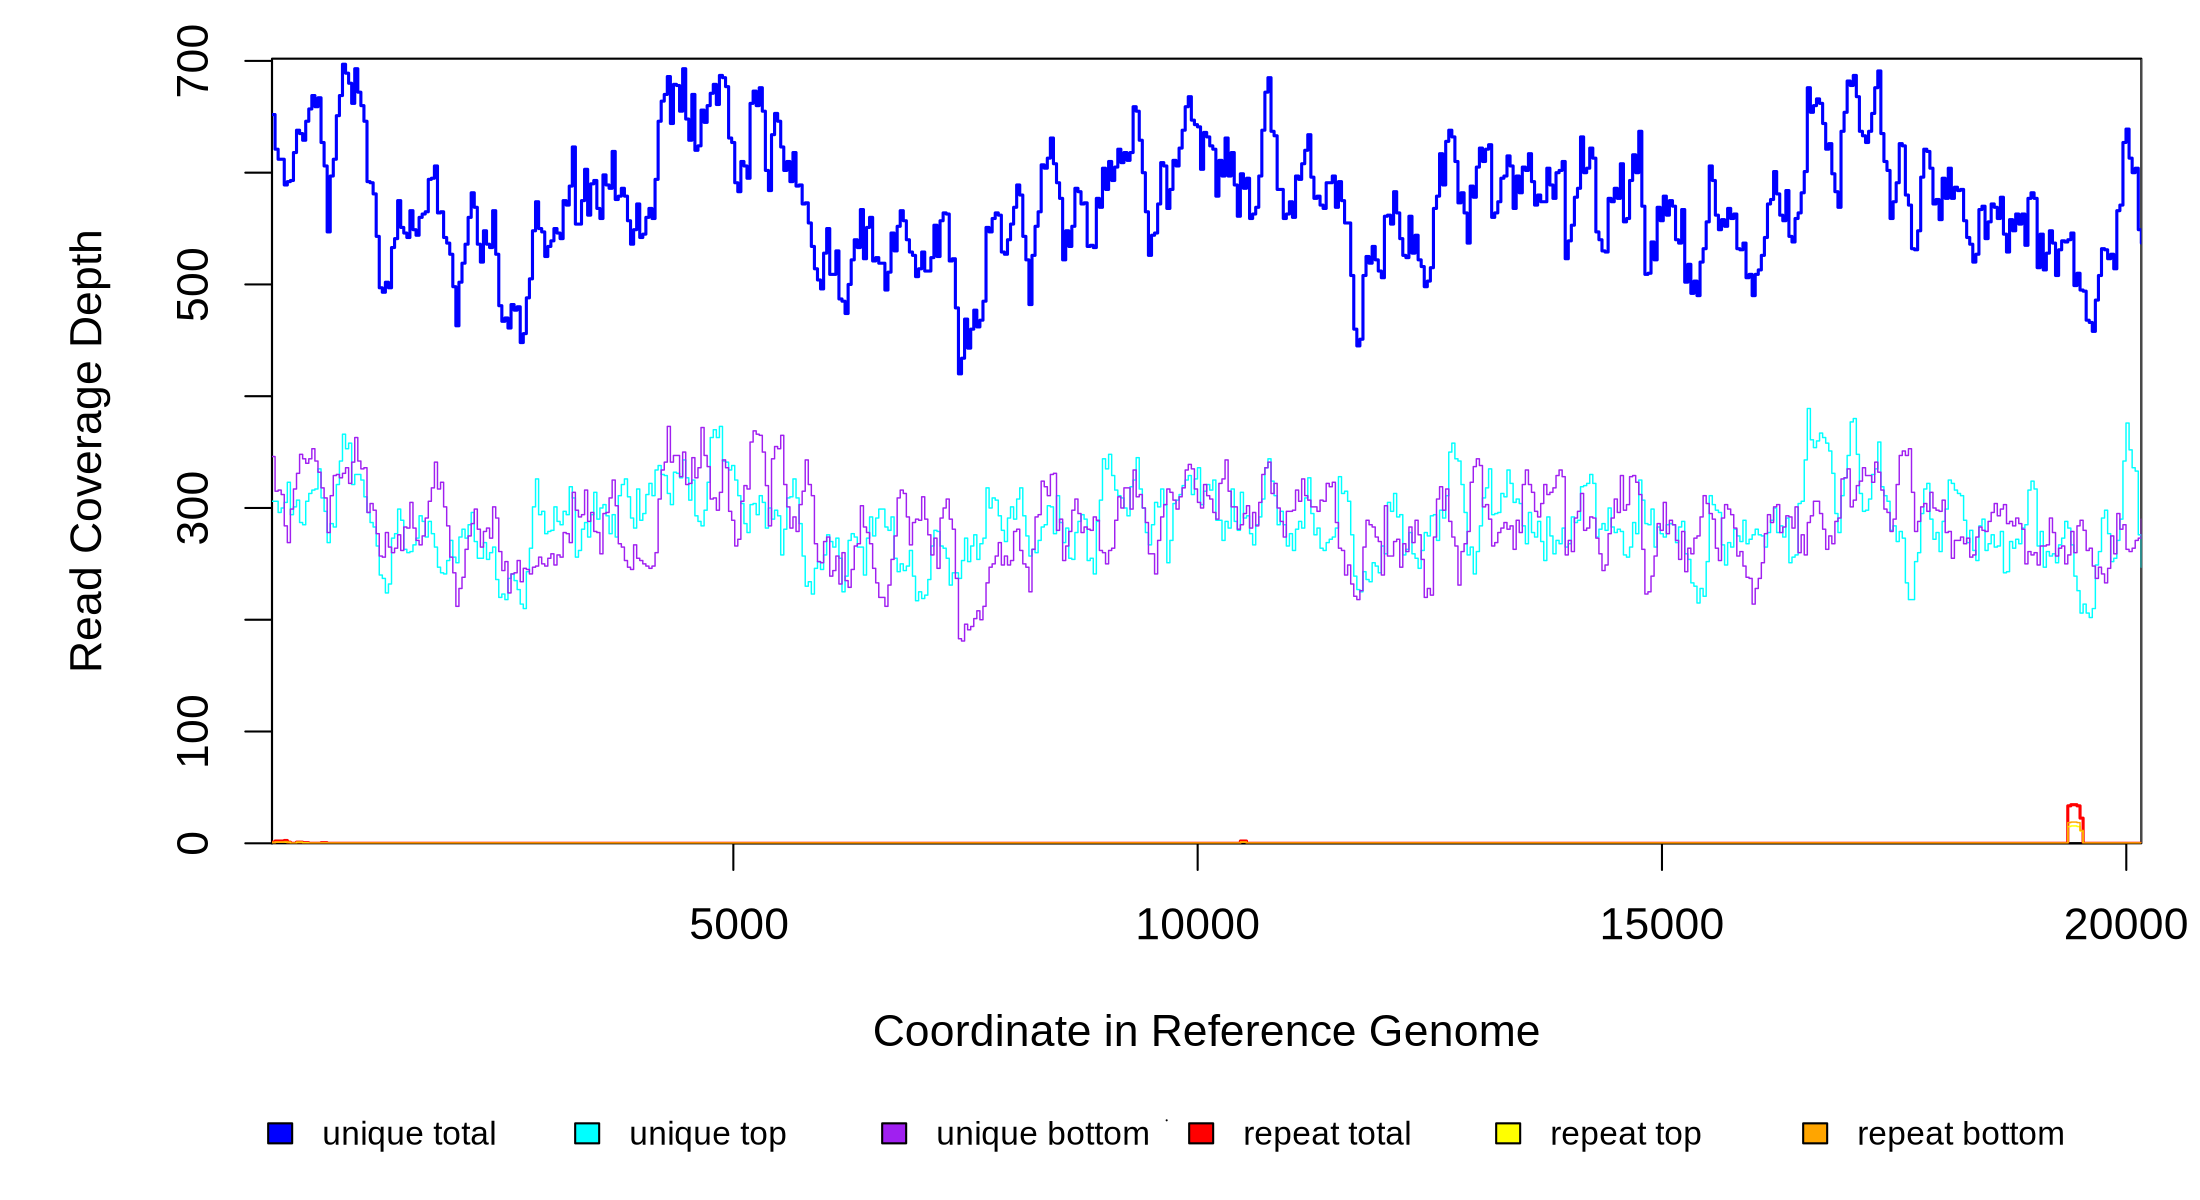 Read Coverage Depth
700
500
300
100
0
5000 10000 15000 20000
Coordinate in Reference Genome
unique total unique top unique bottom repeat total repeat top repeat bottom